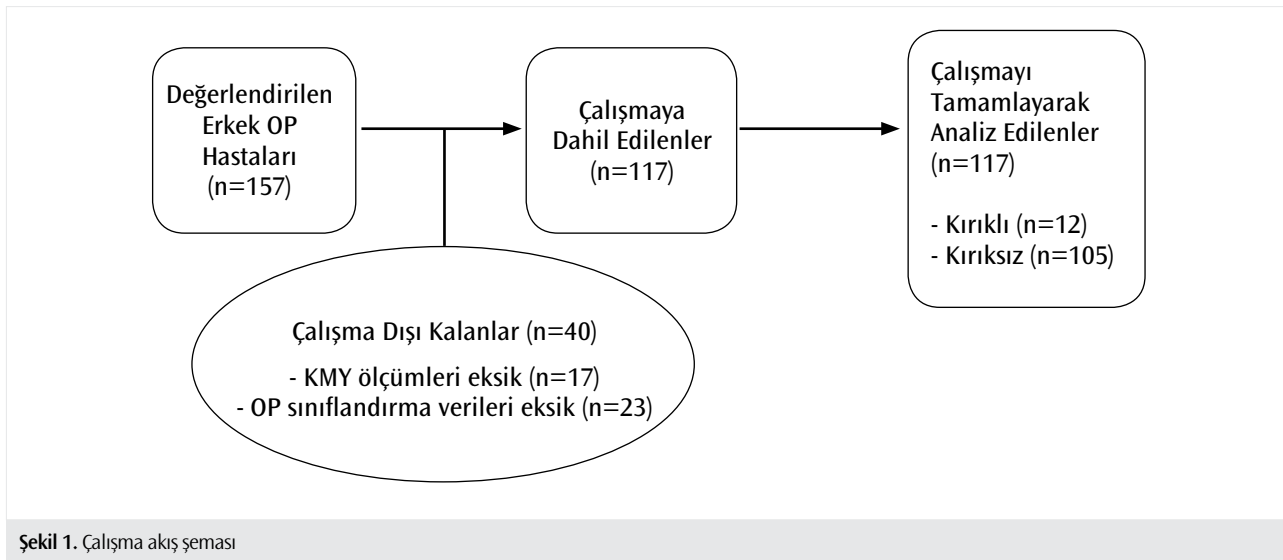 Değerlendirilen
Erkek OP
Hastaları
(n=157)
Çalışmaya
Dahil Edilenler
(n=117)
Çalışmayı
Tamamlayarak
Analiz Edilenler
(n=117)
- Kırıklı (n=12)
- Kırıksız (n=105)
Çalışma Dışı Kalanlar (n=40)
- KMY ölçümleri eksik (n=17)
- OP sınıflandırma verileri eksik (n=23)
Şekil 1. Çalışma akış şeması